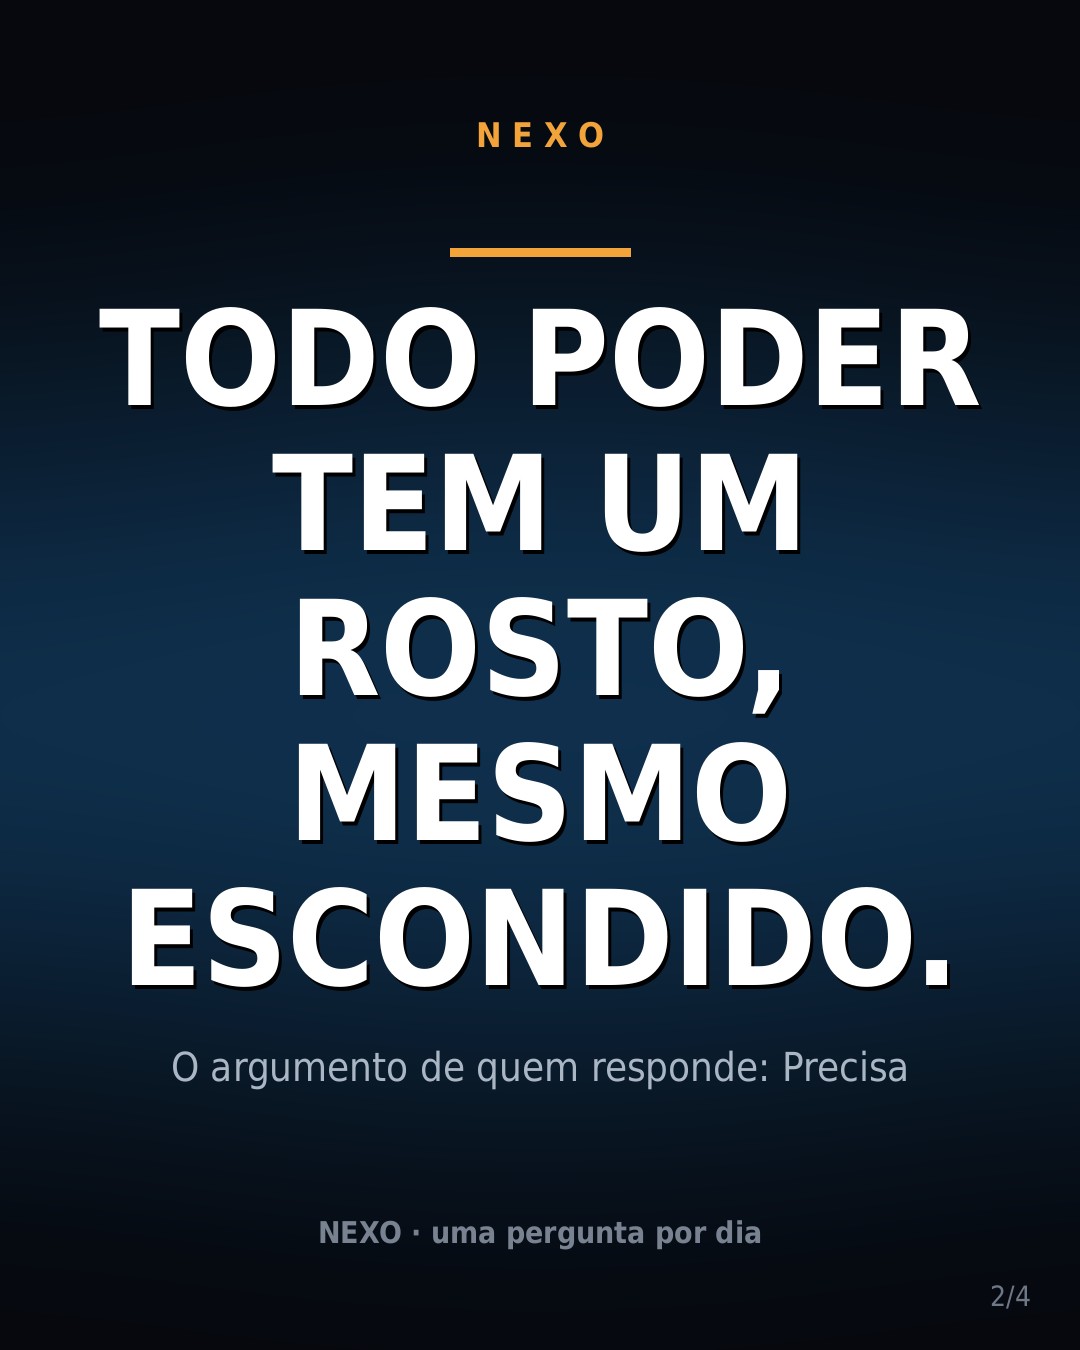 NEXO
TODO PODER
TEM UM
ROSTO,
MESMO
ESCONDIDO.
O argumento de quem responde: Precisa
NEXO · uma pergunta por dia
2/4